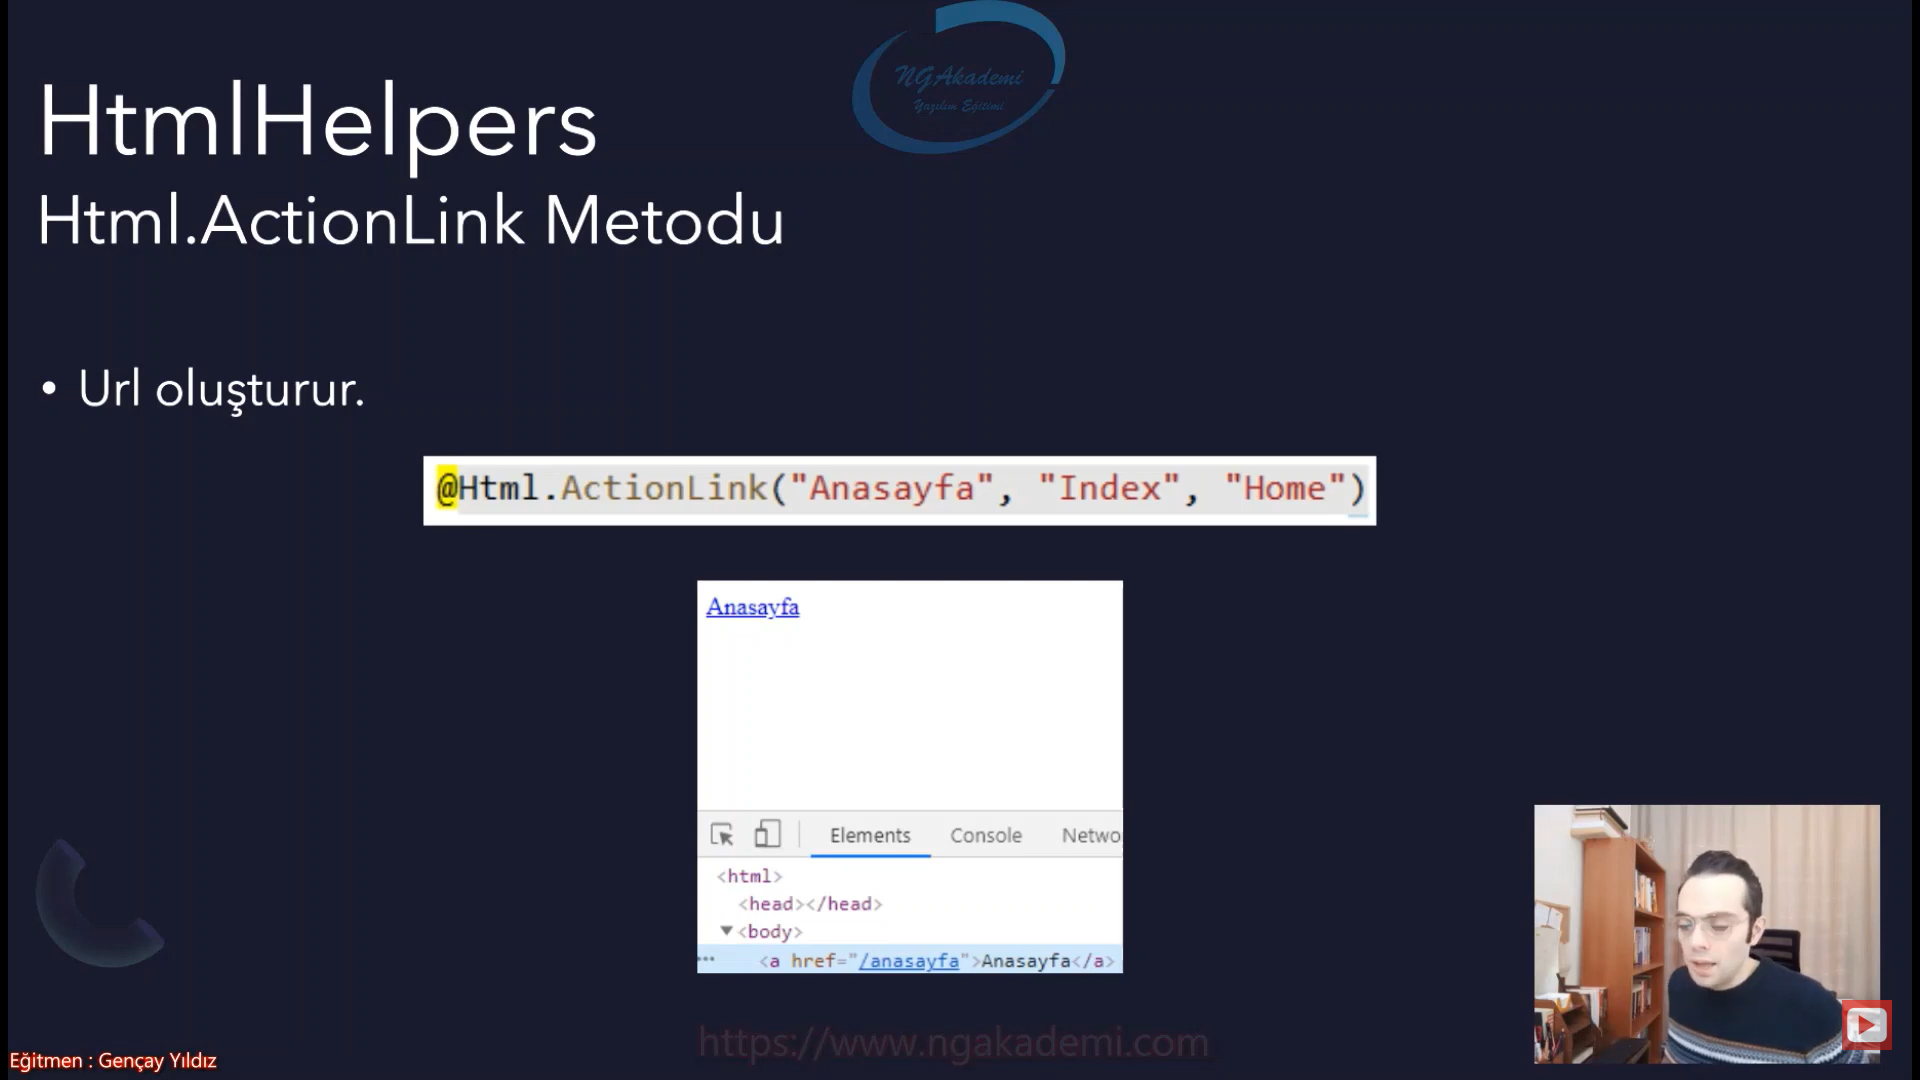 NGAkademi
Yazılım Eğitimi
HtmlHelpers
Html.ActionLink Metodu
• Url oluşturur.
@Html.ActionLink("Anasayfa", "Index", "Home")
Anasayfa
Elements Console Netwo
<html>
<head></head>
▼<body>
··· <a href="/anasayfa">Anasayfa</a>
https://www.ngakademi.com
Eğitmen : Gençay Yıldız